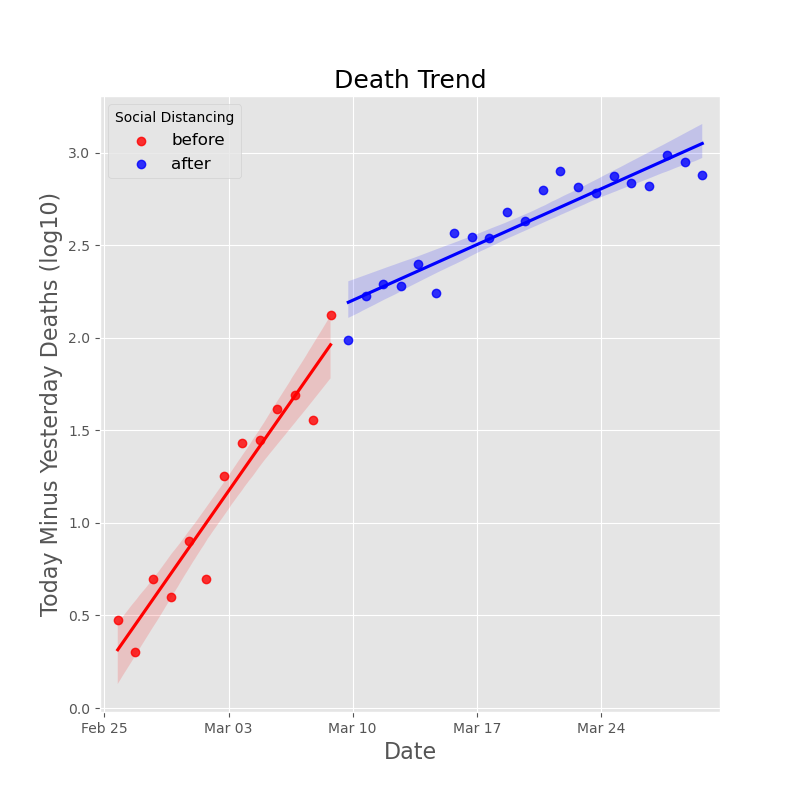 Death Trend
Social Distancing
before
after
Today Minus Yesterday Deaths (log10)
3.0
2.5
2.0
1.5
1.0
0.5
0.0
Feb 25
Mar 03
Mar 10
Mar 17
Mar 24
Date